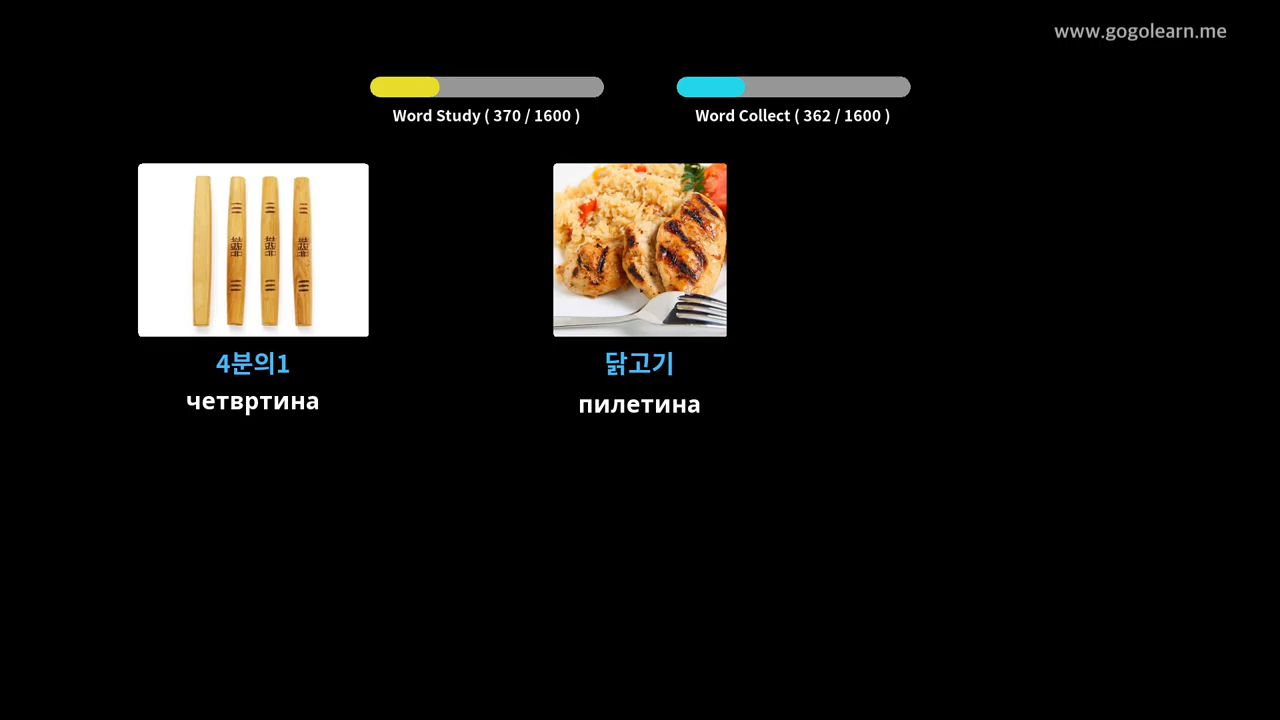 www.gogolearn.me
Word Study ( 370 / 1600 )
Word Collect ( 362 / 1600 )
4분의1
четвртина
닭고기
пилетина